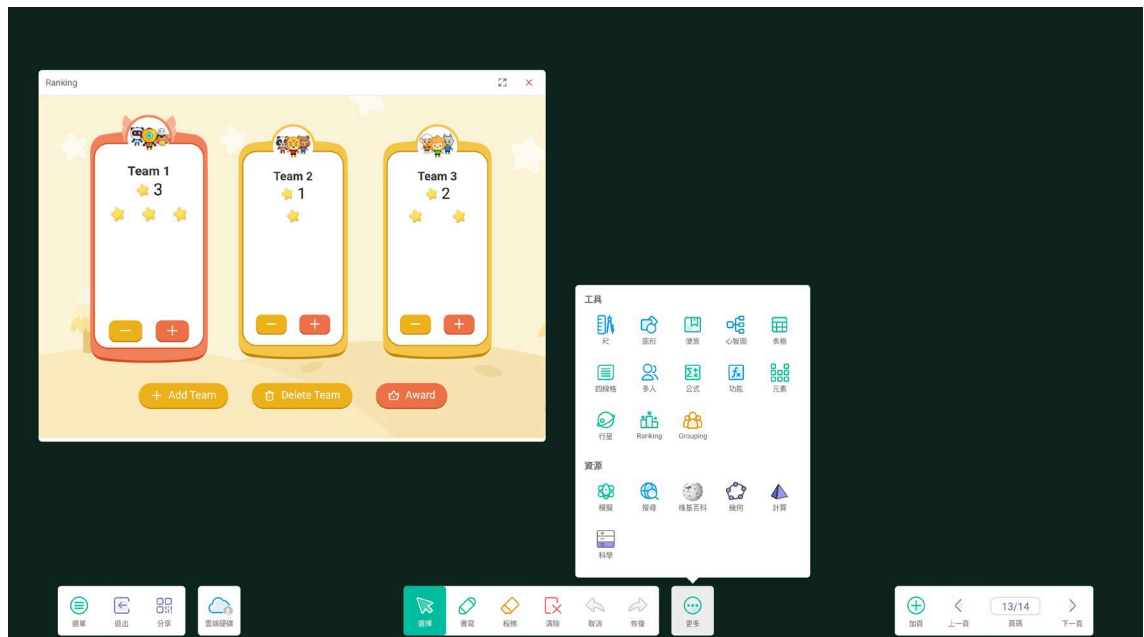 Ranking
Team 1
3
Team 2
1
Team 3
2
+ Add Team
Delete Team
Award
工具
尺
圖形
便簽
心智圖
表格
四線格
多人
公式
功能
元素
行星
Ranking
Grouping
資源
模擬
搜尋
維基百科
幾何
計算
科學
選單
退出
分享
雲端硬碟
選擇
書寫
板擦
清除
取消
恢復
更多
加頁
上一頁
13/14
頁碼
下一頁